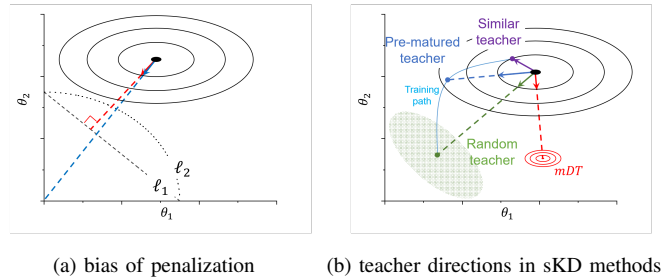 θ₂
ℓ₁
ℓ₂
θ₁
(a) bias of penalization
Similar
teacher
Pre-matured
teacher
Training
path
θ₂
Random
teacher
mDT
θ₁
(b) teacher directions in sKD methods